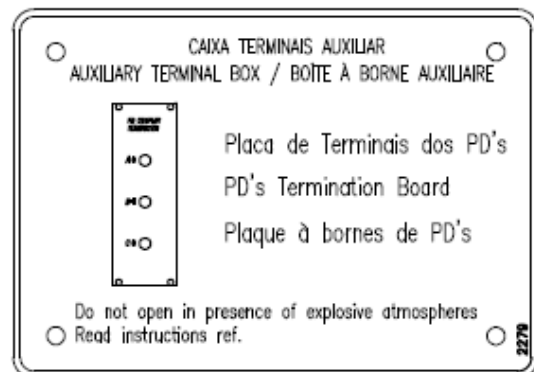 CAIXA TERMINAIS AUXILIAR
AUXILIARY TERMINAL BOX / BOÎTE À BORNE AUXILIAIRE
Placa de Terminais dos PD's
PD's Termination Board
Plaque à bornes de PD's
Do not open in presence of explosive atmospheres
Read instructions ref.
2279